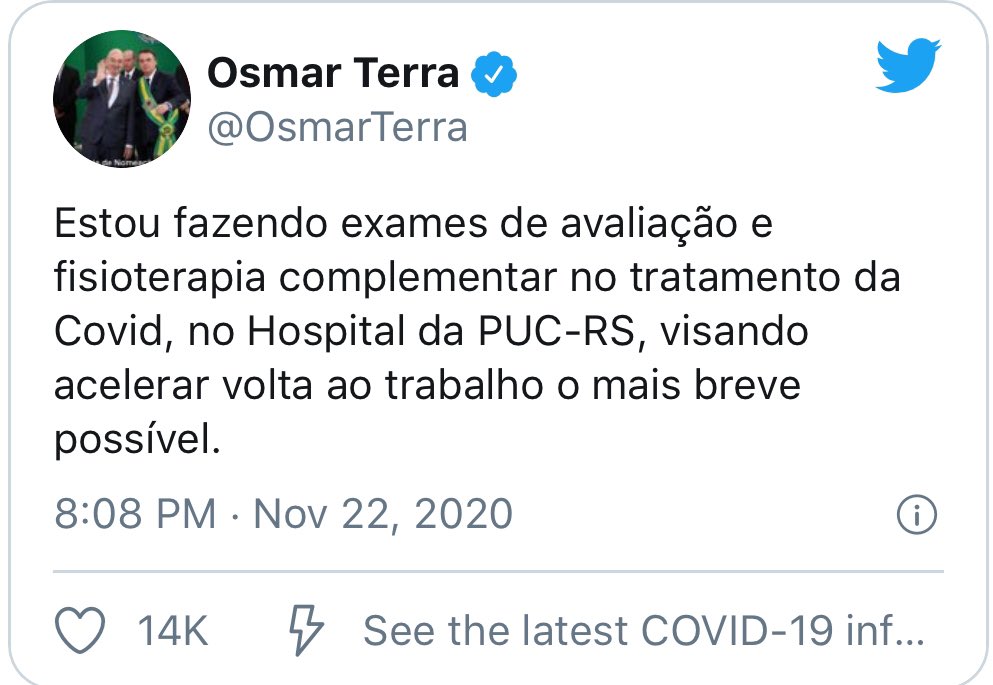 Osmar Terra
@OsmarTerra
Estou fazendo exames de avaliação e
fisioterapia complementar no tratamento da
Covid, no Hospital da PUC-RS, visando
acelerar volta ao trabalho o mais breve
possível.
8:08 PM · Nov 22, 2020
14K See the latest COVID-19 inf...